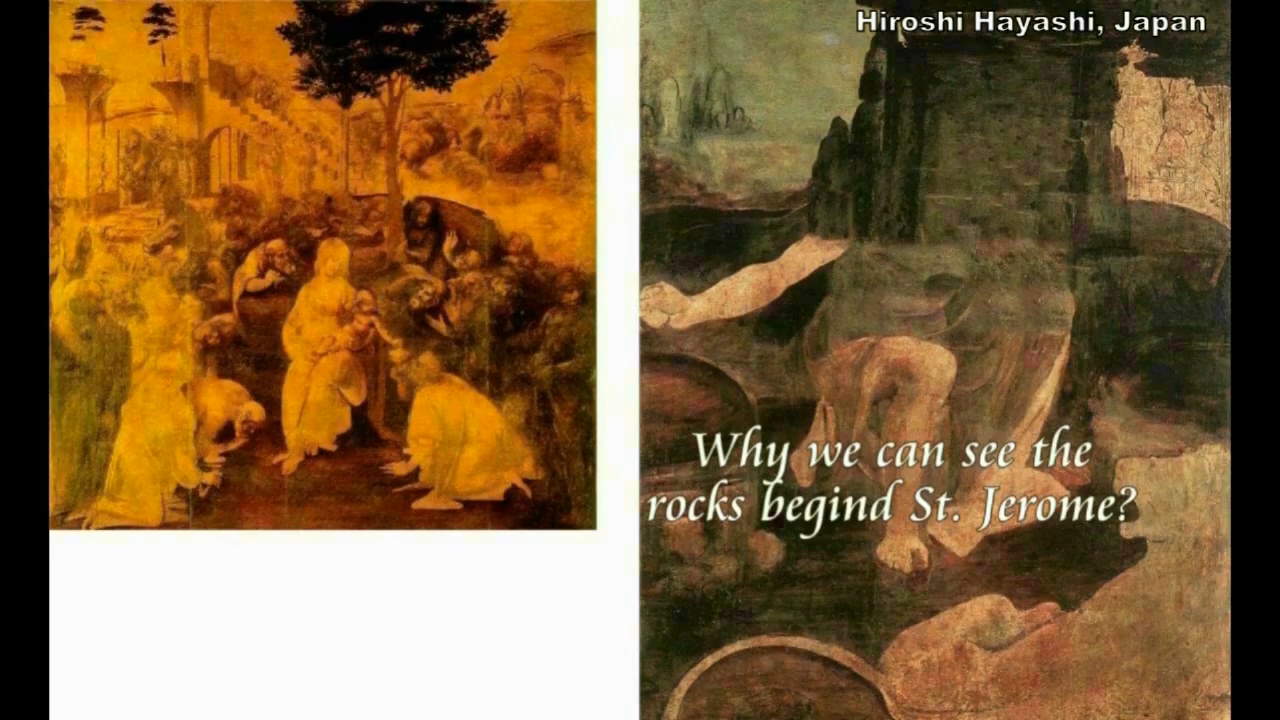 Hiroshi Hayashi, Japan
Why we can see the
rocks begind St. Jerome?